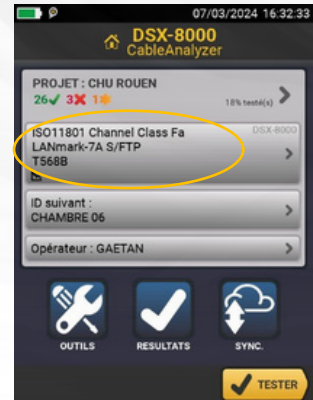 07/03/2024 16:32:33
DSX-8000
CableAnalyzer
PROJET : CHU ROUEN
26✔ 3✖ 1✱ 18% testé(s)
ISO11801 Channel Class Fa DSX-8000
LANmark-7A S/FTP
T568B
ID suivant :
CHAMBRE 06
Opérateur : GAETAN
OUTILS RESULTATS SYNC.
TESTER